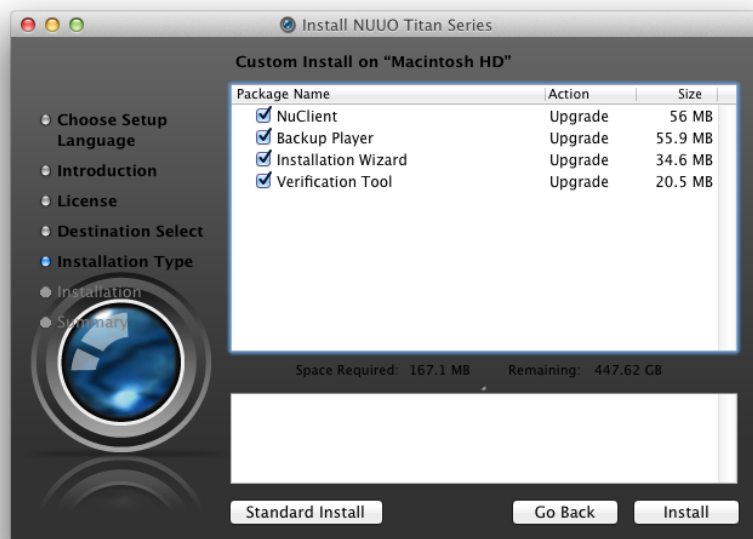 Install NUUO Titan Series
Custom Install on “Macintosh HD”
Choose Setup
Language
Introduction
License
Destination Select
Installation Type
Installation
Summary
Package Name Action Size
NuClient Upgrade 56 MB
Backup Player Upgrade 55.9 MB
Installation Wizard Upgrade 34.6 MB
Verification Tool Upgrade 20.5 MB
Space Required: 167.1 MB Remaining: 447.62 GB
Standard Install Go Back Install